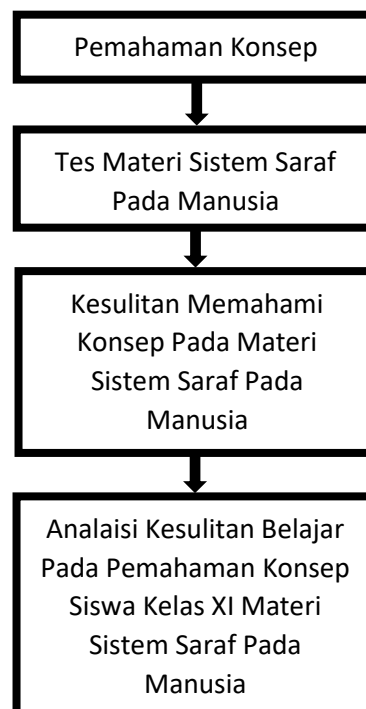 Pemahaman Konsep
Tes Materi Sistem Saraf
Pada Manusia
Kesulitan Memahami
Konsep Pada Materi
Sistem Saraf Pada
Manusia
Analaisi Kesulitan Belajar
Pada Pemahaman Konsep
Siswa Kelas XI Materi
Sistem Saraf Pada
Manusia